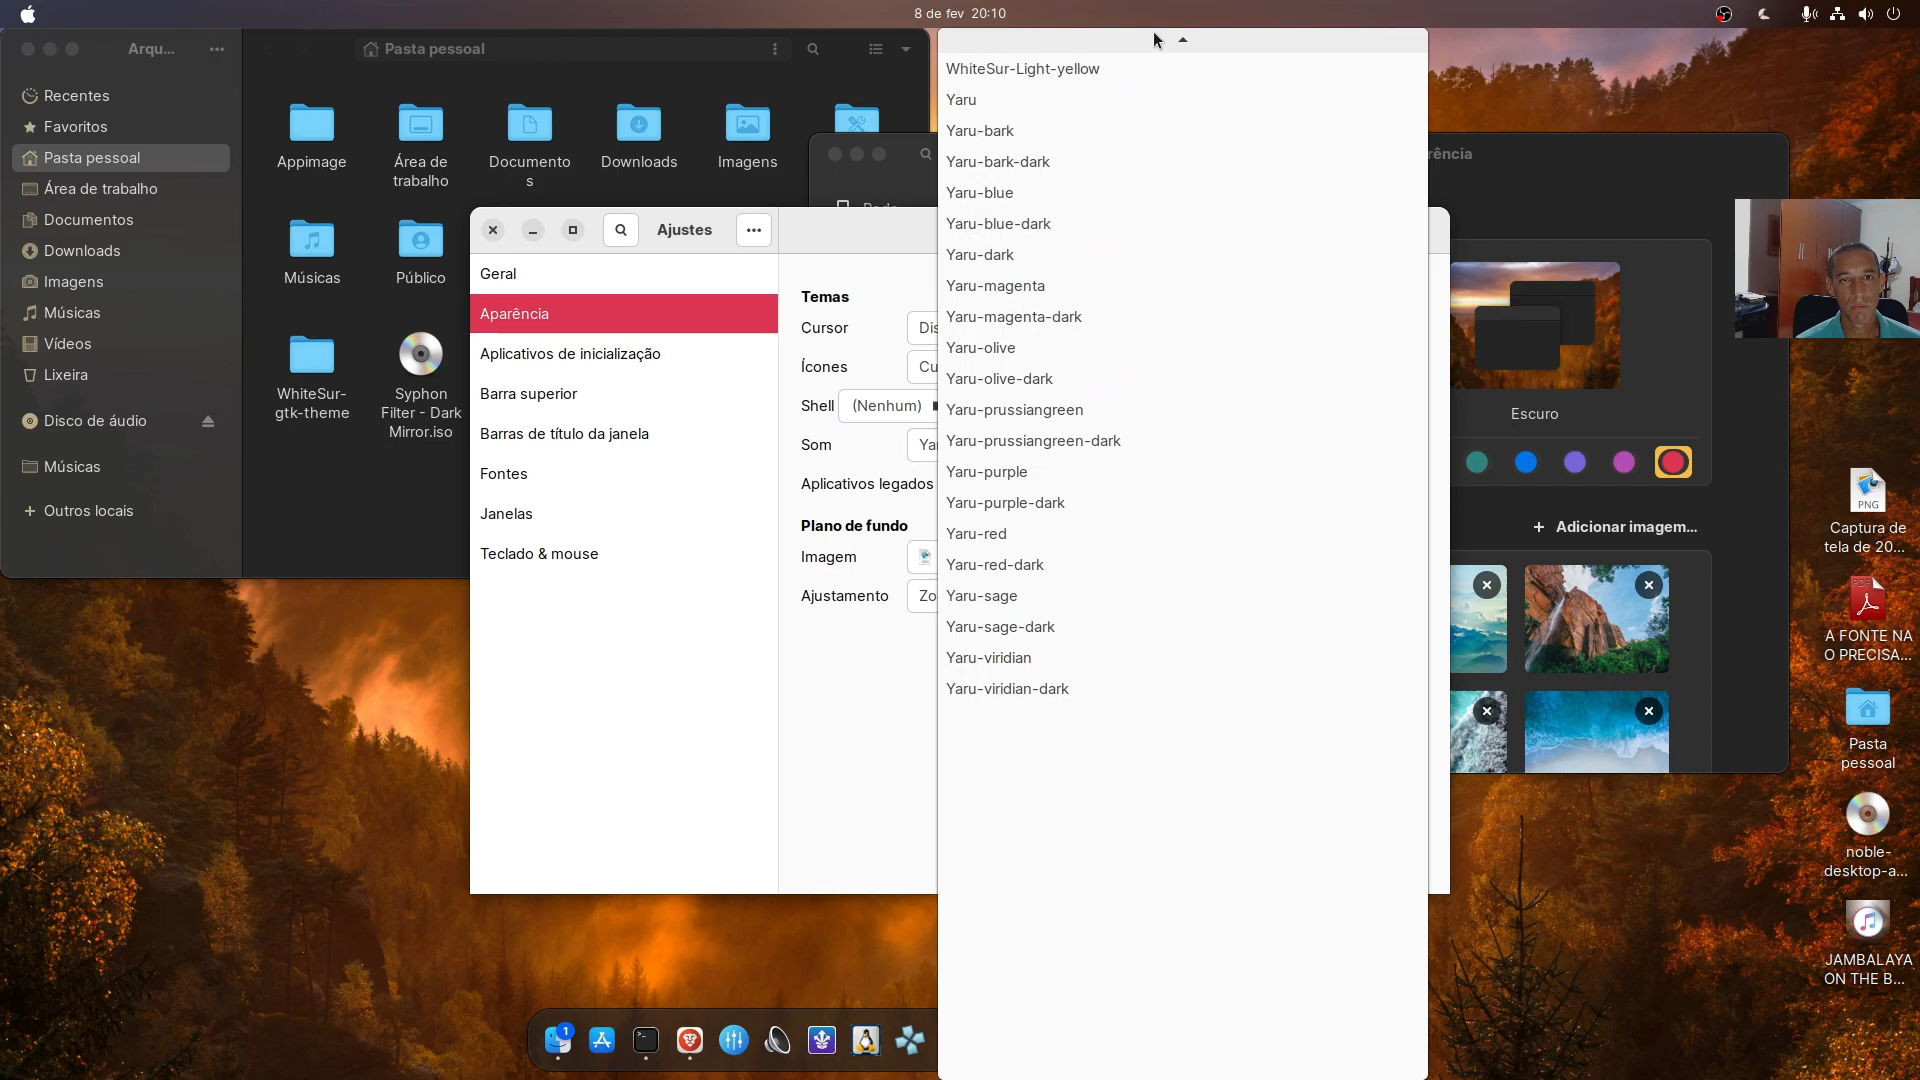 8 de fev 20:10
Arqu...
Pasta pessoal
Recentes
Favoritos
Pasta pessoal
Área de trabalho
Documentos
Downloads
Imagens
Músicas
Vídeos
Lixeira
Disco de áudio
Músicas
Outros locais
Appimage
Área de
trabalho
Documento
s
Downloads
Imagens
Músicas
Público
WhiteSur-
gtk-theme
Syphon
Filter - Dark
Mirror.iso
Ajustes
Geral
Aparência
Aplicativos de inicialização
Barra superior
Barras de título da janela
Fontes
Janelas
Teclado & mouse
Temas
Cursor
Dis
Ícones
Cu
Shell
(Nenhum)
Som
Ya
Aplicativos legados
Plano de fundo
Imagem
Ajustamento
Zo
WhiteSur-Light-yellow
Yaru
Yaru-bark
Yaru-bark-dark
Yaru-blue
Yaru-blue-dark
Yaru-dark
Yaru-magenta
Yaru-magenta-dark
Yaru-olive
Yaru-olive-dark
Yaru-prussiangreen
Yaru-prussiangreen-dark
Yaru-purple
Yaru-purple-dark
Yaru-red
Yaru-red-dark
Yaru-sage
Yaru-sage-dark
Yaru-viridian
Yaru-viridian-dark
rência
Escuro
Adicionar imagem...
PNG
Captura de
tela de 20...
PDF
A FONTE NA
O PRECISA...
Pasta
pessoal
noble-
desktop-a...
JAMBALAYA
ON THE B...
1